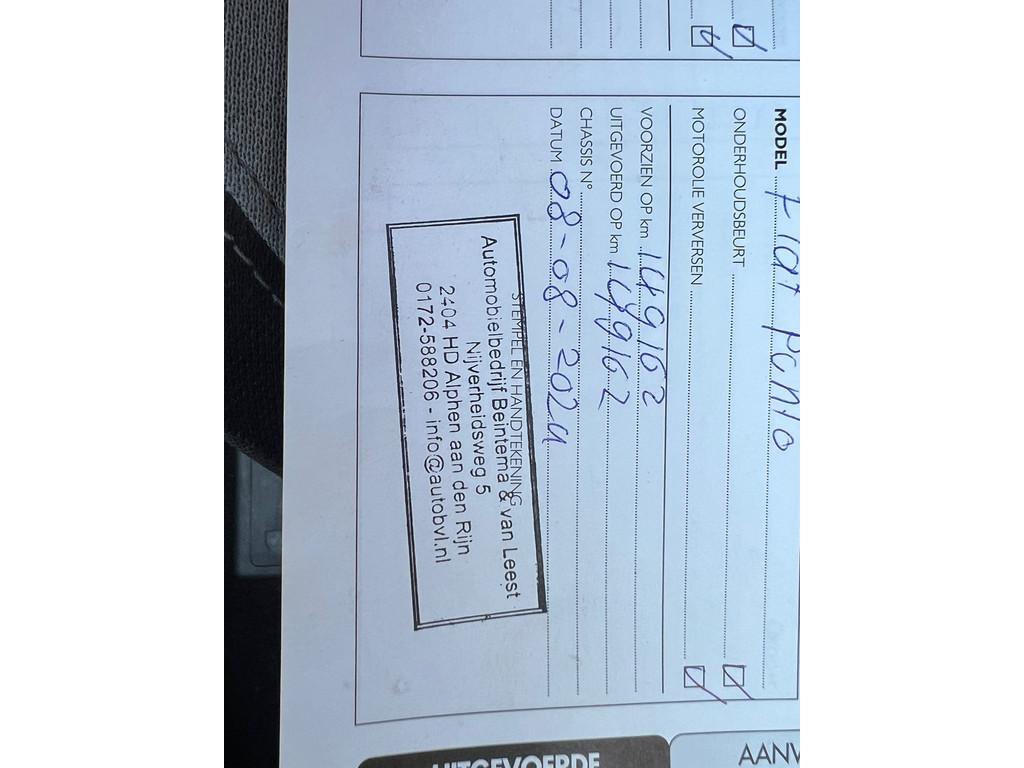 MODEL Fiat Panto
ONDERHOUDSBEURT
MOTOROLIE VERVERSEN
VOORZIEN OP km 149162
UITGEVOERD OP km 149162
CHASSIS N°
DATUM 08-08-2024
STEMPEL EN HANDTEKENING
Automobielbedrijf Beintema & van Leest
Nijverheidsweg 5
2404 HD Alphen aan den Rijn
0172-588206 - info@autobvl.nl
UITGEVOERDE